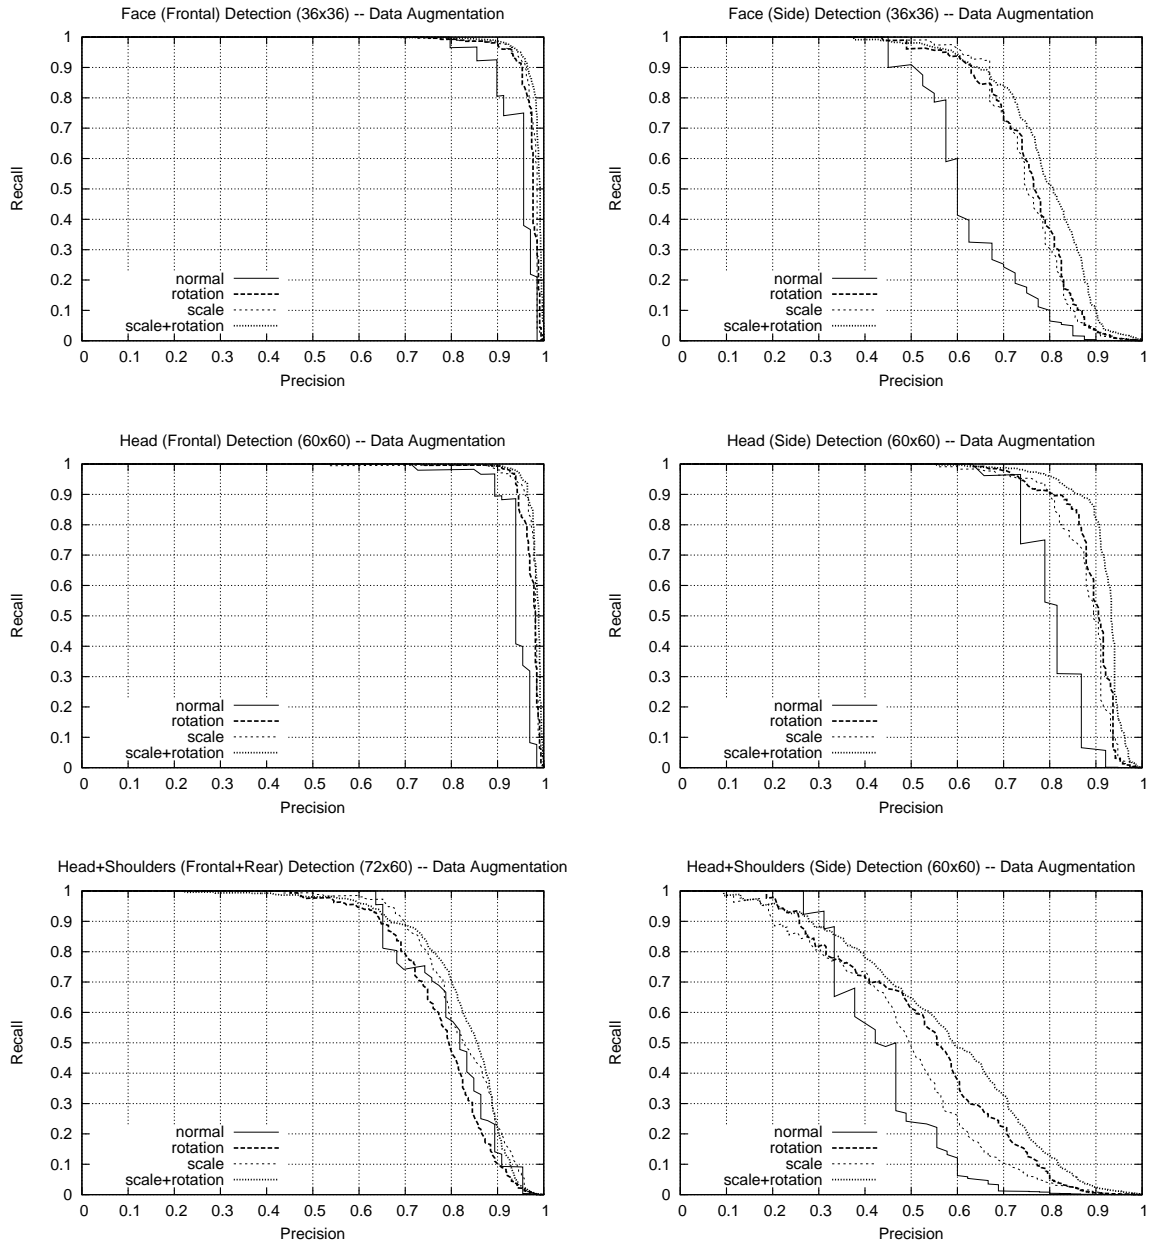 Face (Frontal) Detection (36x36) -- Data Augmentation
1
0.9
0.8
0.7
0.6
0.5
0.4
0.3
0.2
0.1
0
Recall
normal
rotation
scale
scale+rotation
0 0.1 0.2 0.3 0.4 0.5 0.6 0.7 0.8 0.9 1
Precision
Face (Side) Detection (36x36) -- Data Augmentation
1
0.9
0.8
0.7
0.6
0.5
0.4
0.3
0.2
0.1
0
Recall
normal
rotation
scale
scale+rotation
0 0.1 0.2 0.3 0.4 0.5 0.6 0.7 0.8 0.9 1
Precision
Head (Frontal) Detection (60x60) -- Data Augmentation
1
0.9
0.8
0.7
0.6
0.5
0.4
0.3
0.2
0.1
0
Recall
normal
rotation
scale
scale+rotation
0 0.1 0.2 0.3 0.4 0.5 0.6 0.7 0.8 0.9 1
Precision
Head (Side) Detection (60x60) -- Data Augmentation
1
0.9
0.8
0.7
0.6
0.5
0.4
0.3
0.2
0.1
0
Recall
normal
rotation
scale
scale+rotation
0 0.1 0.2 0.3 0.4 0.5 0.6 0.7 0.8 0.9 1
Precision
Head+Shoulders (Frontal+Rear) Detection (72x60) -- Data Augmentation
1
0.9
0.8
0.7
0.6
0.5
0.4
0.3
0.2
0.1
0
Recall
normal
rotation
scale
scale+rotation
0 0.1 0.2 0.3 0.4 0.5 0.6 0.7 0.8 0.9 1
Precision
Head+Shoulders (Side) Detection (60x60) -- Data Augmentation
1
0.9
0.8
0.7
0.6
0.5
0.4
0.3
0.2
0.1
0
Recall
normal
rotation
scale
scale+rotation
0 0.1 0.2 0.3 0.4 0.5 0.6 0.7 0.8 0.9 1
Precision